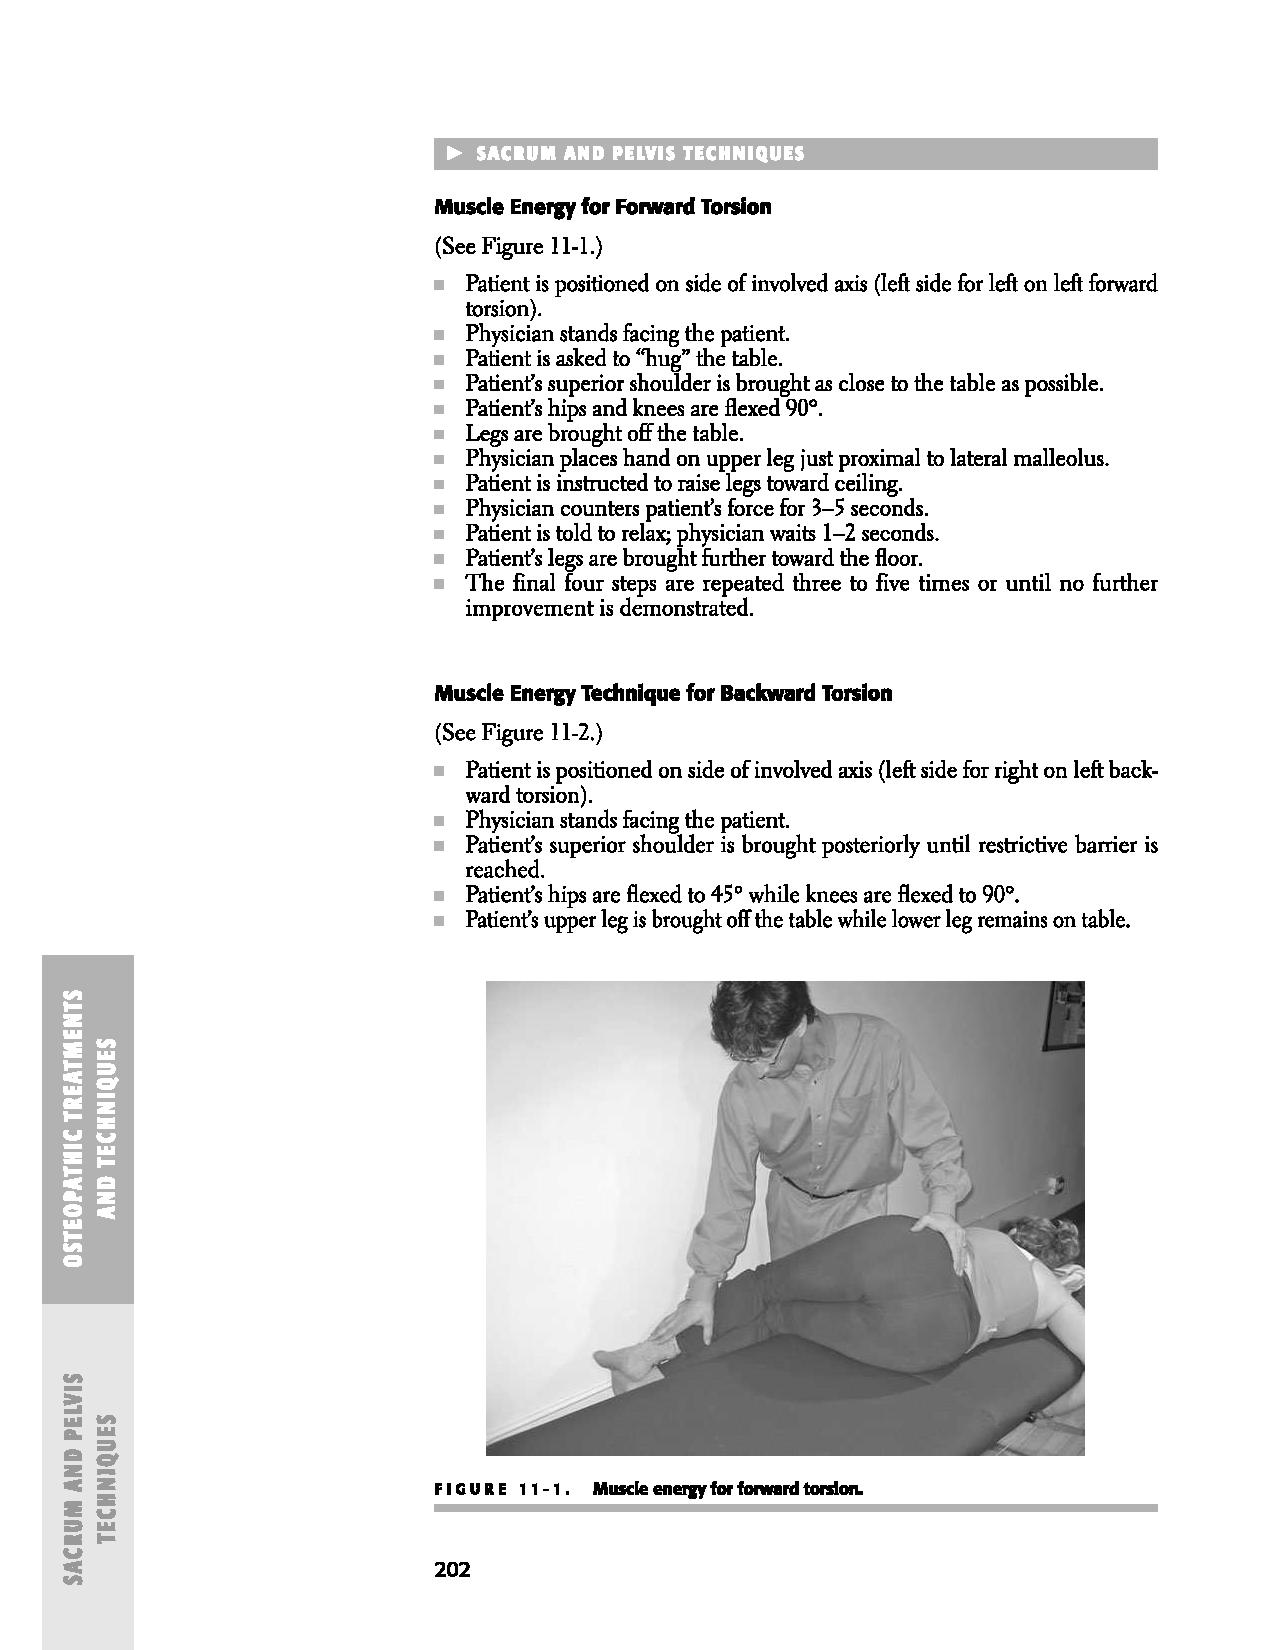 ▶ SACRUM AND PELVIS TECHNIQUES
Muscle Energy for Forward Torsion
(See Figure 11-1.)
■ Patient is positioned on side of involved axis (left side for left on left forward
torsion).
■ Physician stands facing the patient.
■ Patient is asked to “hug” the table.
■ Patient’s superior shoulder is brought as close to the table as possible.
■ Patient’s hips and knees are flexed 90°.
■ Legs are brought off the table.
■ Physician places hand on upper leg just proximal to lateral malleolus.
■ Patient is instructed to raise legs toward ceiling.
■ Physician counters patient’s force for 3–5 seconds.
■ Patient is told to relax; physician waits 1–2 seconds.
■ Patient’s legs are brought further toward the floor.
■ The final four steps are repeated three to five times or until no further
improvement is demonstrated.
Muscle Energy Technique for Backward Torsion
(See Figure 11-2.)
■ Patient is positioned on side of involved axis (left side for right on left back-
ward torsion).
■ Physician stands facing the patient.
■ Patient’s superior shoulder is brought posteriorly until restrictive barrier is
reached.
■ Patient’s hips are flexed to 45° while knees are flexed to 90°.
■ Patient’s upper leg is brought off the table while lower leg remains on table.
OSTEOPATHIC TREATMENTS
AND TECHNIQUES
SACRUM AND PELVIS
TECHNIQUES
FIGURE 11-1. Muscle energy for forward torsion.
202